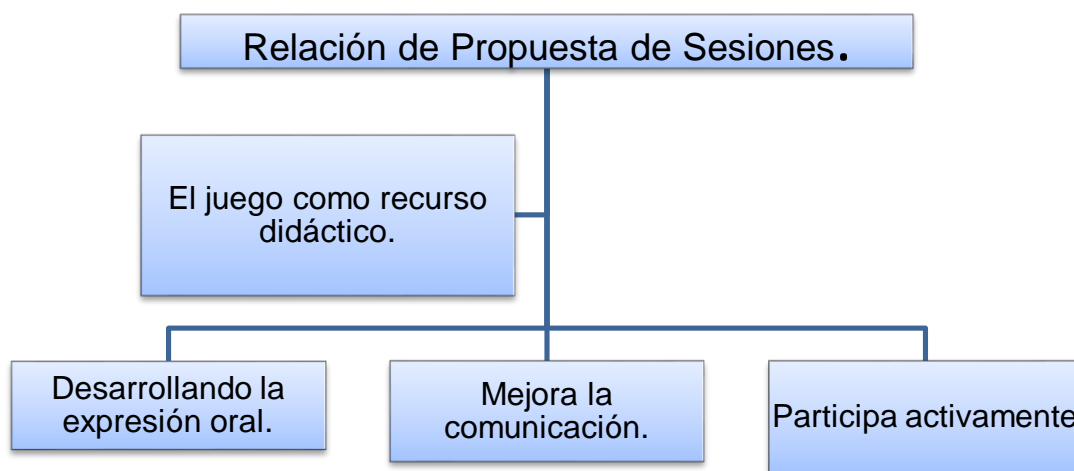 Relación de Propuesta de Sesiones.
El juego como recurso
didáctico.
Desarrollando la
expresión oral.
Mejora la
comunicación.
Participa activamente